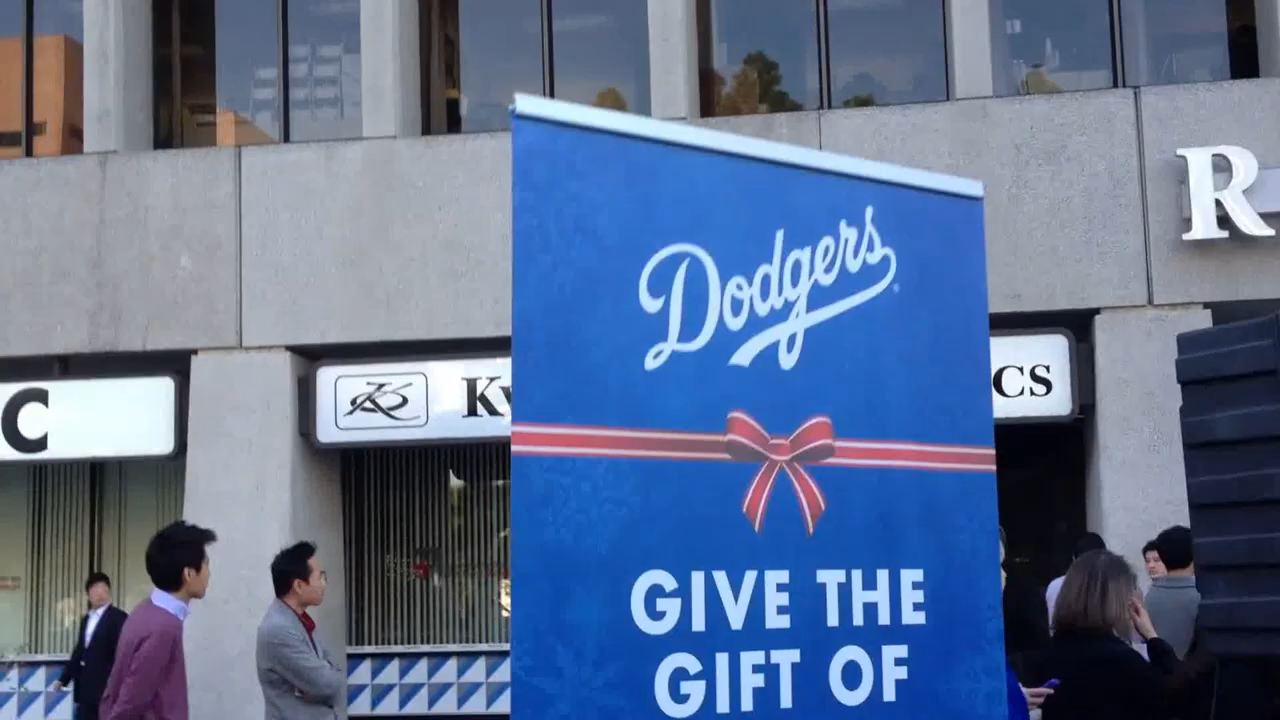 R
Dodgers
C
K
CS
GIVE THE
GIFT OF